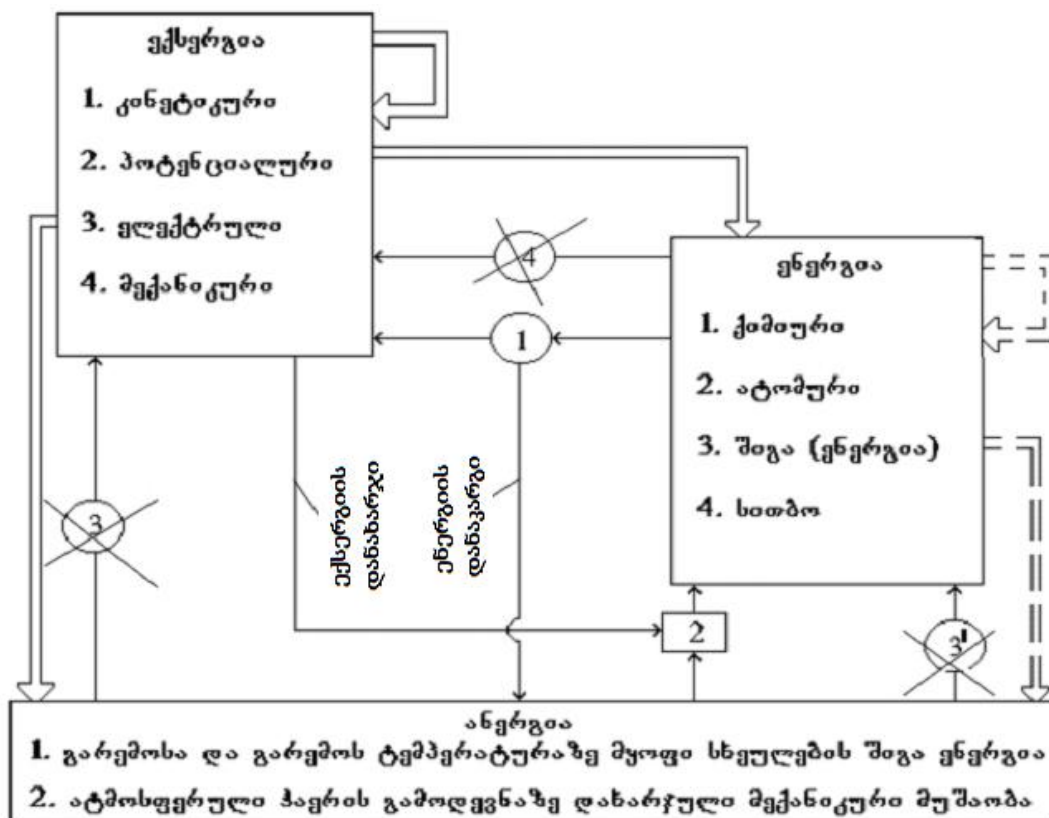 ექსერგია
1. კინეტიკური
2. პოტენციალური
3. ელექტრული
4. მექანიკური
4
1
ენერგია
1. ქიმიური
2. ატომური
3. შიგა (ენერგია)
4. სითბო
ექსერგიის
დანახარჯი
ენერგიის
დანაკარგი
3
2
3'
ანერგია
1. გარემოსა და გარემოს ტემპერატურაზე მყოფი სხეულების შიგა ენერგია
2. ატმოსფერული ჰაერის გამოდევნაზე დახარჯული მექანიკური მუშაობა